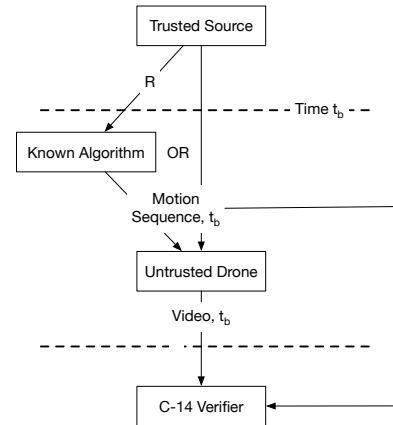 Trusted Source
R
Time t_b
Known Algorithm
OR
Motion
Sequence, t_b
Untrusted Drone
Video, t_b
C-14 Verifier